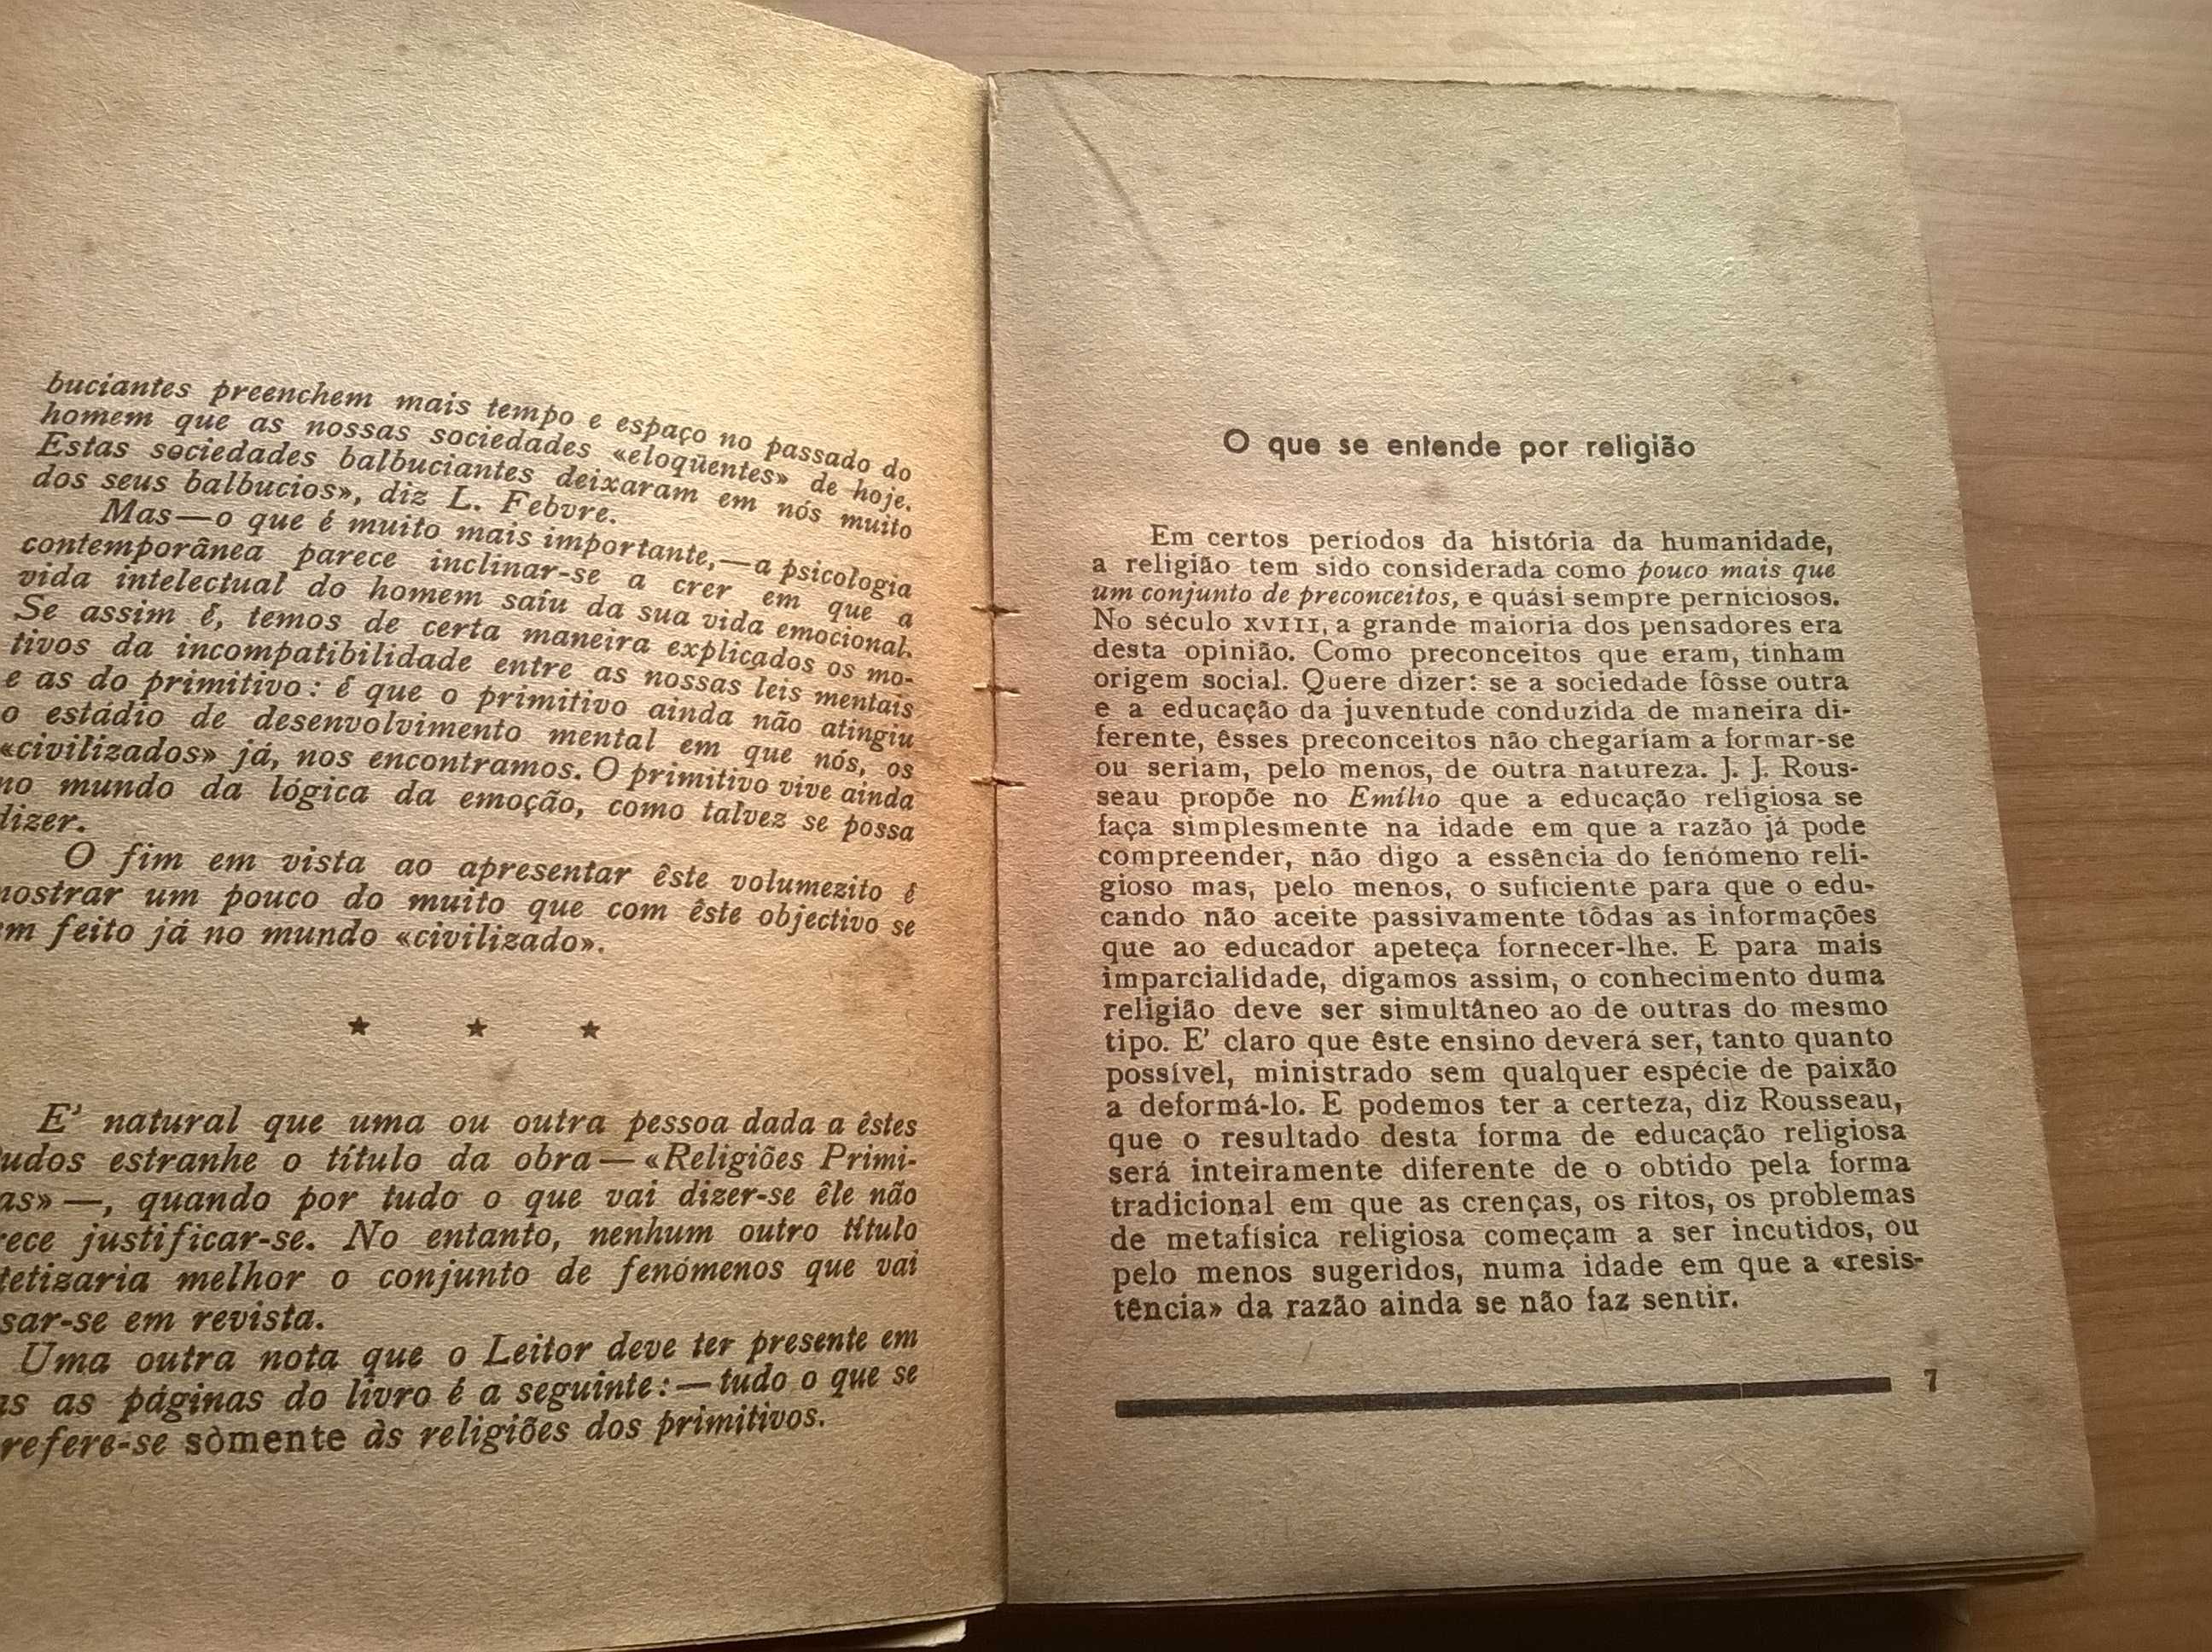 buciantes preenchem mais tempo e espaço no passado do
homem que as nossas sociedades «eloqüentes» de hoje.
Estas sociedades balbuciantes deixaram em nós muito
dos seus balbucios», diz L. Febvre.
Mas—o que é muito mais importante,—a psicologia
contemporânea parece inclinar-se a crer em que a
vida intelectual do homem saíu da sua vida emocional.
Se assim é, temos de certa maneira explicados os mo-
tivos da incompatibilidade entre as nossas leis mentais
e as do primitivo: é que o primitivo ainda não atingiu
o estádio de desenvolvimento mental em que nós, os
«civilizados» já, nos encontramos. O primitivo vive ainda
no mundo da lógica da emoção, como talvez se possa
dizer.
O fim em vista ao apresentar êste volumezito é
mostrar um pouco do muito que com êste objectivo se
em feito já no mundo «civilizado».
★ ★ ★
E' natural que uma ou outra pessoa dada a êstes
udos estranhe o título da obra—«Religiões Primi-
as»—, quando por tudo o que vai dizer-se êle não
rece justificar-se. No entanto, nenhum outro título
tetizaria melhor o conjunto de fenómenos que vai
sar-se em revista.
Uma outra nota que o Leitor deve ter presente em
as as páginas do livro é a seguinte:—tudo o que se
refere-se sòmente às religiões dos primitivos.
O que se entende por religião
Em certos períodos da história da humanidade,
a religião tem sido considerada como pouco mais que
um conjunto de preconceitos, e quási sempre perniciosos.
No século XVIII, a grande maioria dos pensadores era
desta opinião. Como preconceitos que eram, tinham
origem social. Quere dizer: se a sociedade fôsse outra
e a educação da juventude conduzida de maneira di-
ferente, êsses preconceitos não chegariam a formar-se
ou seriam, pelo menos, de outra natureza. J. J. Rous-
seau propõe no Emílio que a educação religiosa se
faça simplesmente na idade em que a razão já pode
compreender, não digo a essência do fenómeno reli-
gioso mas, pelo menos, o suficiente para que o edu-
cando não aceite passivamente tôdas as informações
que ao educador apeteça fornecer-lhe. E para mais
imparcialidade, digamos assim, o conhecimento duma
religião deve ser simultâneo ao de outras do mesmo
tipo. E' claro que êste ensino deverá ser, tanto quanto
possível, ministrado sem qualquer espécie de paixão
a deformá-lo. E podemos ter a certeza, diz Rousseau,
que o resultado desta forma de educação religiosa
será inteiramente diferente de o obtido pela forma
tradicional em que as crenças, os ritos, os problemas
de metafísica religiosa começam a ser incutidos, ou
pelo menos sugeridos, numa idade em que a «resis-
tência» da razão ainda se não faz sentir.
7